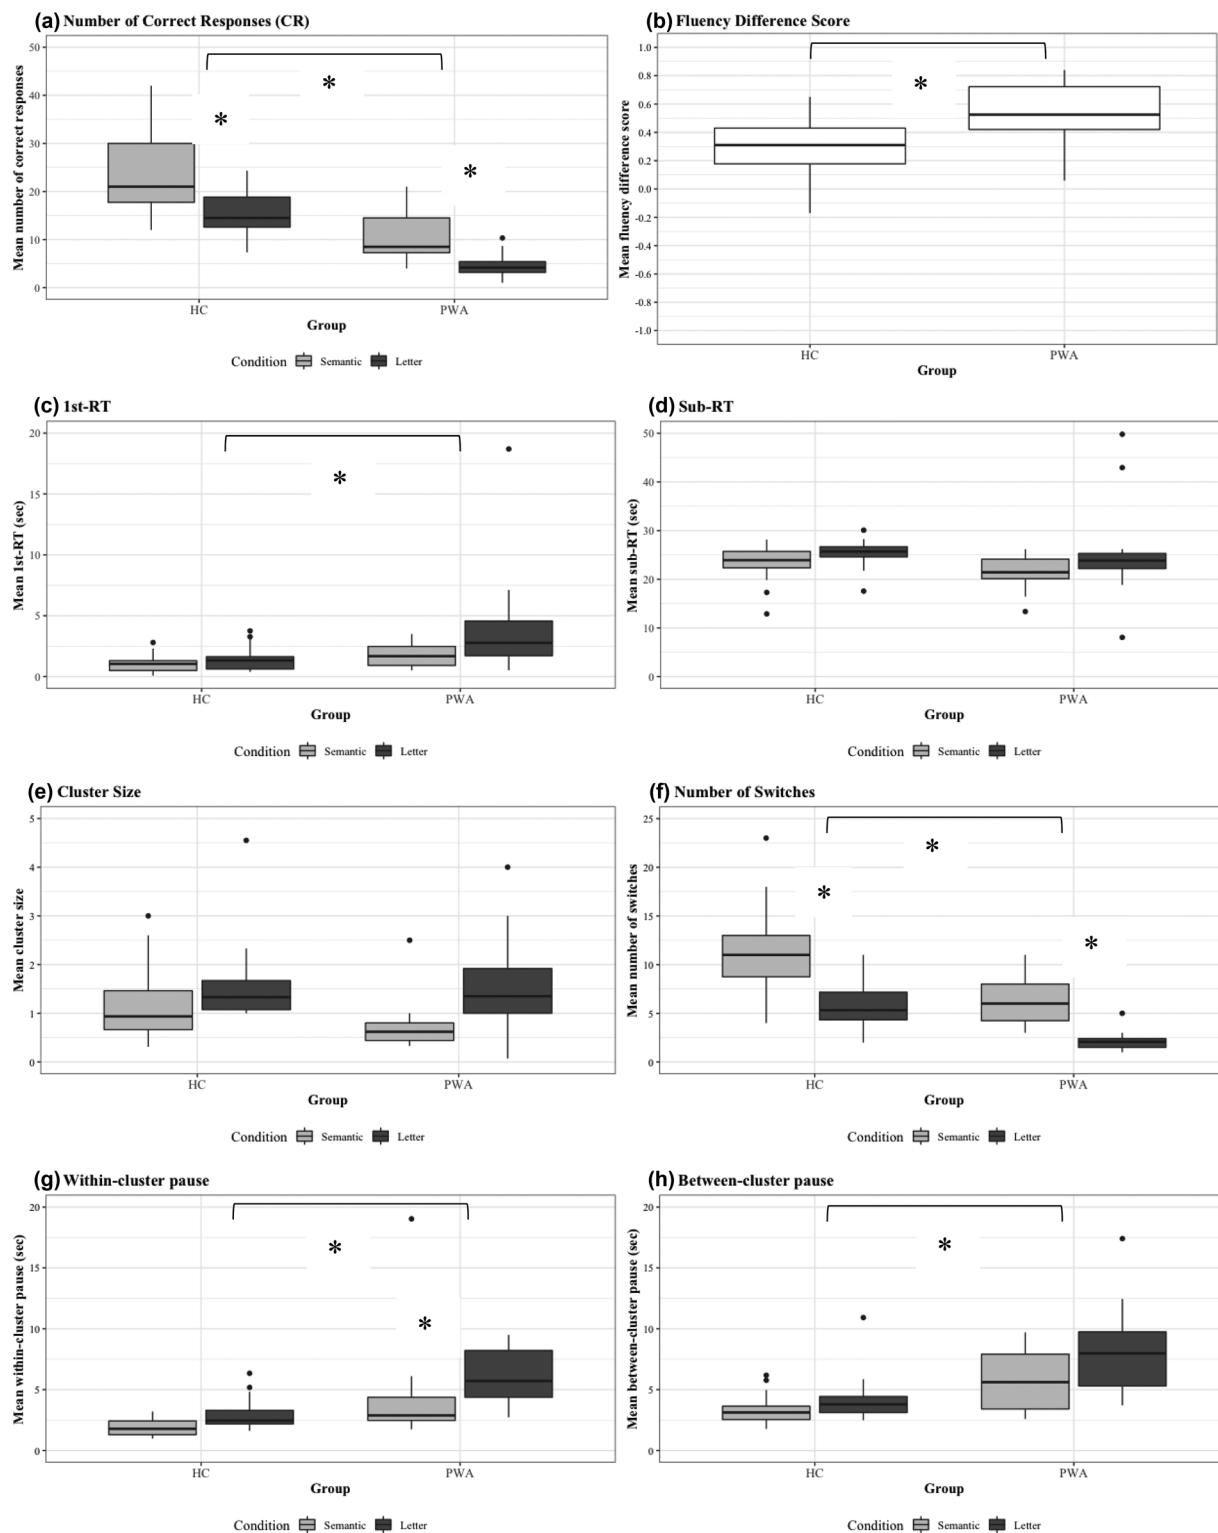 (a) Number of Correct Responses (CR)
Mean number of correct responses
50
40
30
20
10
0
*
*
*
HC
PWA
Group
Condition Semantic Letter
(b) Fluency Difference Score
Mean fluency difference score
1.0
0.8
0.6
0.4
0.2
0.0
-0.2
-0.4
-0.6
-0.8
-1.0
*
HC
PWA
Group
(c) 1st-RT
Mean 1st-RT (sec)
20
15
10
5
0
*
HC
PWA
Group
Condition Semantic Letter
(d) Sub-RT
Mean sub-RT (sec)
50
40
30
20
10
0
HC
PWA
Group
Condition Semantic Letter
(e) Cluster Size
Mean cluster size
5
4
3
2
1
0
HC
PWA
Group
Condition Semantic Letter
(f) Number of Switches
Mean number of switches
25
20
15
10
5
0
*
*
*
HC
PWA
Group
Condition Semantic Letter
(g) Within-cluster pause
Mean within-cluster pause (sec)
20
15
10
5
0
*
*
HC
PWA
Group
Condition Semantic Letter
(h) Between-cluster pause
Mean between-cluster pause (sec)
20
15
10
5
0
*
HC
PWA
Group
Condition Semantic Letter